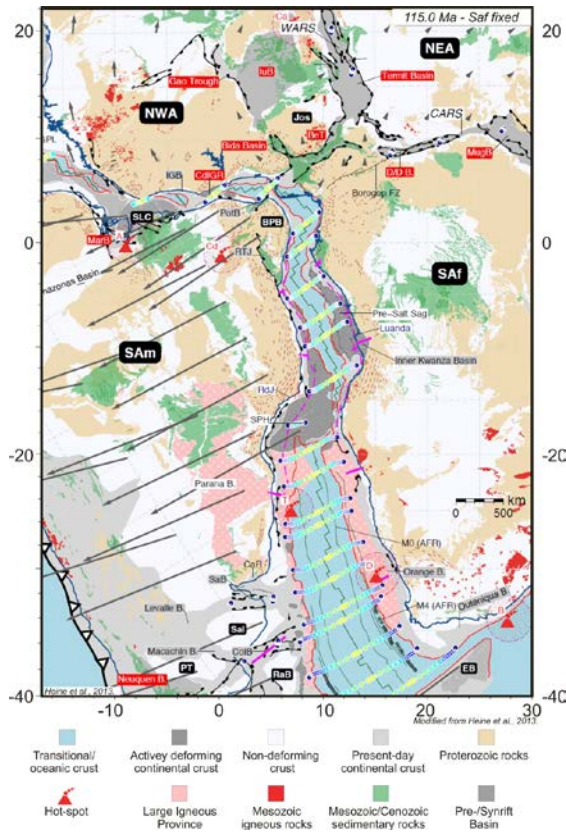 115.0 Ma - Saf fixed
20
20
WARS
NEA
IuB
Termit Basin
Gao Trough
NWA
Jos
CARS
BeT
Bida Basin
MugB
D/D B.
CdIGR
IGB
Borogop FZ
SLC
PotB
BPB
0
MarB
A
Cd
BTJ
0
SAf
Amazonas Basin
Pre-Salt Sag
Luanda
SAm
Inner Kwanza Basin
RdJ
SPH
-20
-20
Parana B.
T
0
500
km
M0 (AFR)
D
Orange B.
SaB
M4 (AFR)
Outeniqua B.
B
Levalle B.
Sal
Macachin B.
ColB
PT
RaB
EB
Neuquen B.
-40
Heine et al., 2013.
-40
-10
0
10
20
30
Modified from Heine et al., 2013.
Transitional/
oceanic crust
Activey deforming
continental crust
Non-deforming
crust
Present-day
continental crust
Proterozoic rocks
Hot-spot
Large Igneous
Province
Mesozoic
igneous rocks
Mesozoic/Cenozoic
sedimentary rocks
Pre-/Synrift
Basin